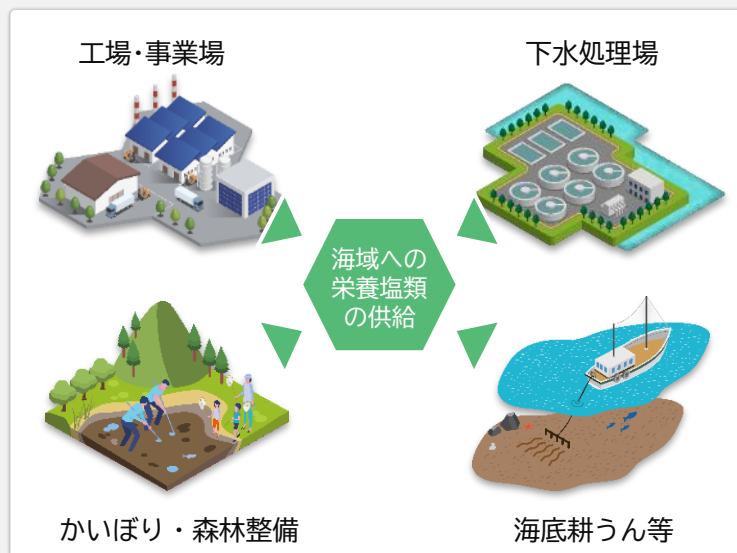 工場・事業場
下水処理場
海域への
栄養塩類
の供給
かいぼり・森林整備
海底耕うん等